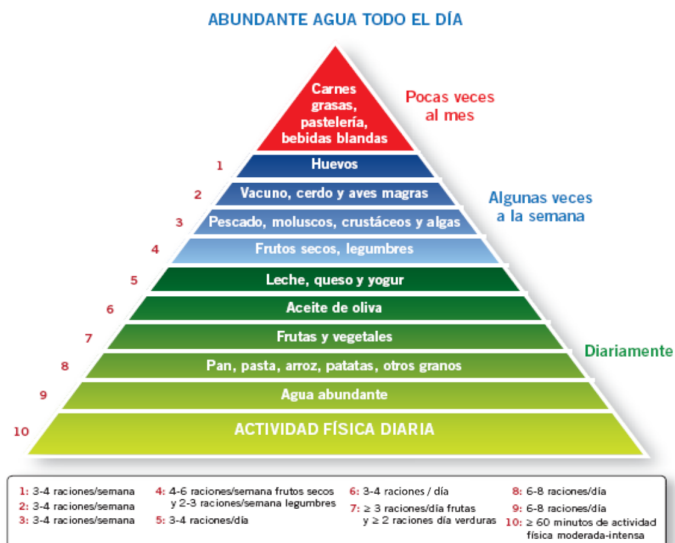 ABUNDANTE AGUA TODO EL DÍA
Carnes
grasas,
pastelería,
bebidas blandas
Pocas veces
al mes
1 Huevos
2 Vacuno, cerdo y aves magras
Algunas veces
a la semana
3 Pescado, moluscos, crustáceos y algas
4 Frutos secos, legumbres
5 Leche, queso y yogur
6 Aceite de oliva
7 Frutas y vegetales
Diariamente
8 Pan, pasta, arroz, patatas, otros granos
9 Agua abundante
10 ACTIVIDAD FÍSICA DIARIA
1: 3-4 raciones/semana
2: 3-4 raciones/semana
3: 3-4 raciones/semana
4: 4-6 raciones/semana frutos secos
y 2-3 raciones/semana legumbres
5: 3-4 raciones/día
6: 3-4 raciones / día
7: ≥ 3 raciones/día frutas
y ≥ 2 raciones día verduras
8: 6-8 raciones/día
9: 6-8 raciones/día
10: ≥ 60 minutos de actividad
física moderada-intensa